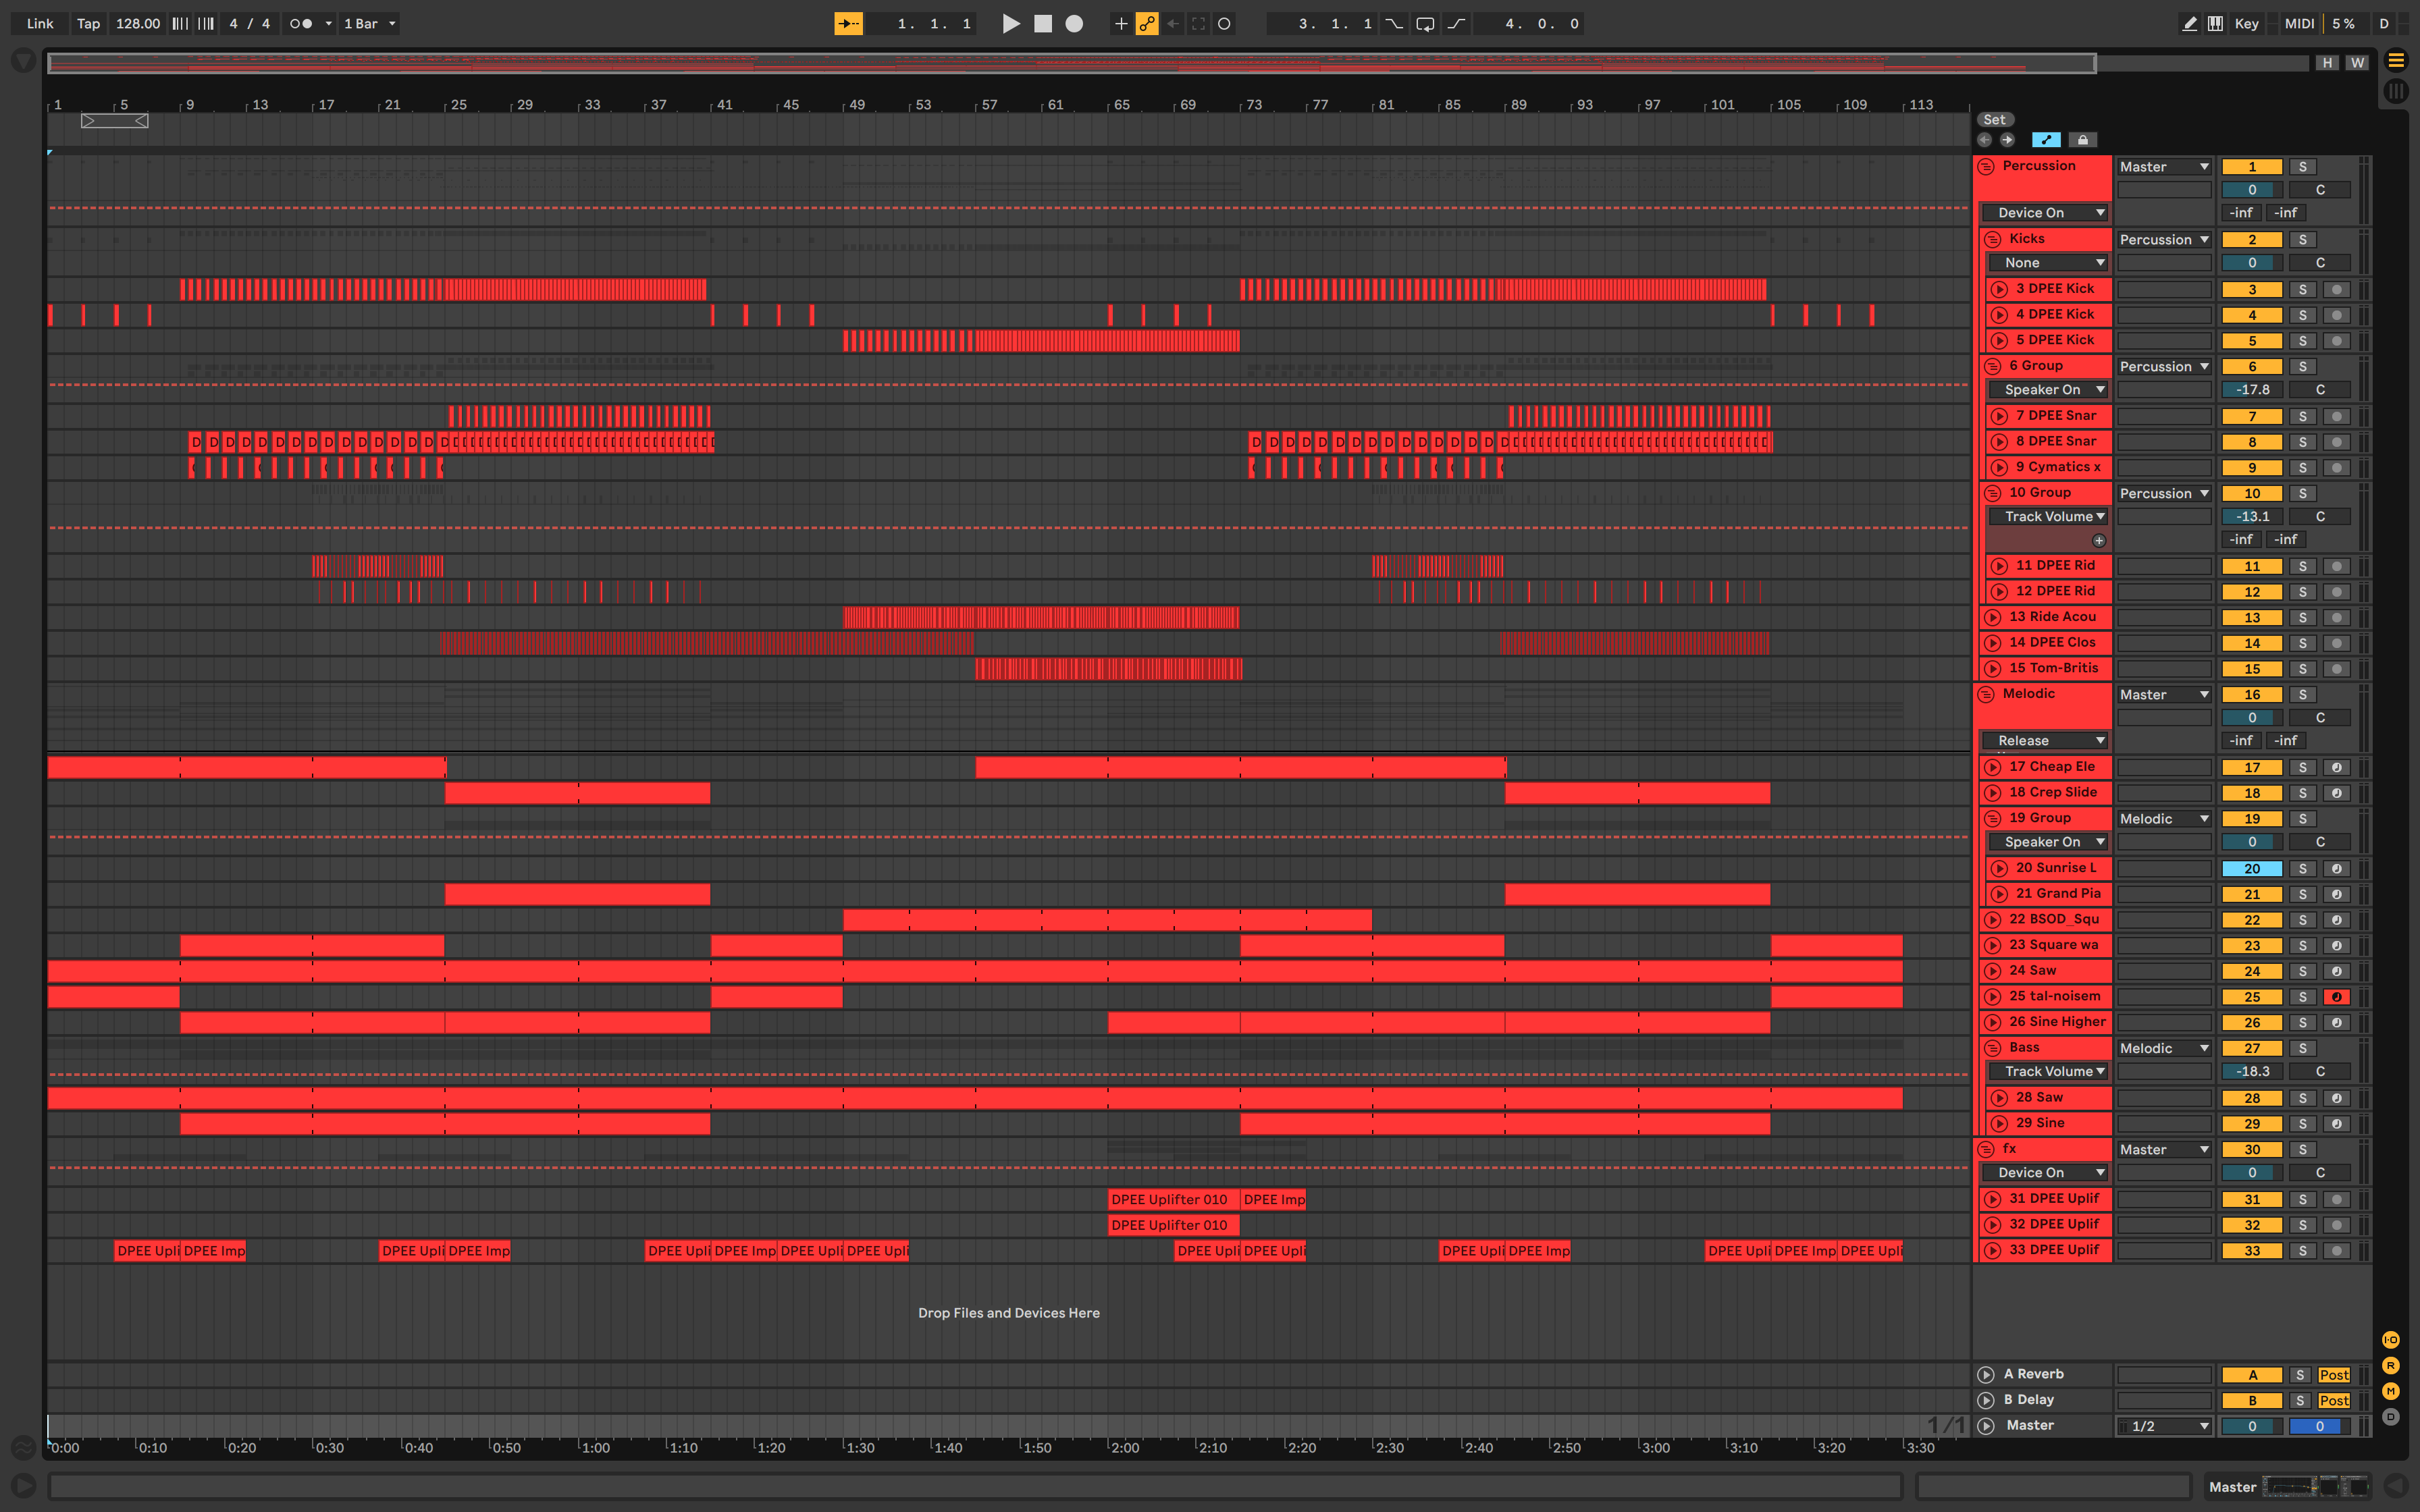 Link Tap 128.00 4 / 4 1 Bar 1. 1. 1 3. 1. 1 4. 0. 0 Key MIDI 5 % D
H W
1 5 9 13 17 21 25 29 33 37 41 45 49 53 57 61 65 69 73 77 81 85 89 93 97 101 105 109 113
Set
Percussion Master 1 S
0 C
Device On -inf -inf
Kicks Percussion 2 S
None 0 C
3 DPEE Kick 3 S
4 DPEE Kick 4 S
5 DPEE Kick 5 S
6 Group Percussion 6 S
Speaker On -17.8 C
7 DPEE Snar 7 S
8 DPEE Snar 8 S
9 Cymatics x 9 S
10 Group Percussion 10 S
Track Volume -13.1 C
-inf -inf
11 DPEE Rid 11 S
12 DPEE Rid 12 S
13 Ride Acou 13 S
14 DPEE Clos 14 S
15 Tom-Britis 15 S
Melodic Master 16 S
0 C
Release -inf -inf
17 Cheap Ele 17 S
18 Crep Slide 18 S
19 Group Melodic 19 S
Speaker On 0 C
20 Sunrise L 20 S
21 Grand Pia 21 S
22 BSOD_Squ 22 S
23 Square wa 23 S
24 Saw 24 S
25 tal-noisem 25 S
26 Sine Higher 26 S
Bass Melodic 27 S
Track Volume -18.3 C
28 Saw 28 S
29 Sine 29 S
fx Master 30 S
Device On 0 C
DPEE Uplifter 010 DPEE Imp 31 DPEE Uplif 31 S
DPEE Uplifter 010 32 DPEE Uplif 32 S
DPEE Upli DPEE Imp DPEE Upli DPEE Imp DPEE Upli DPEE Imp DPEE Upli DPEE Upli DPEE Upli DPEE Upli DPEE Upli DPEE Imp DPEE Upli DPEE Imp DPEE Upli 33 DPEE Uplif 33 S
Drop Files and Devices Here
A Reverb A S Post
B Delay B S Post
1/1 Master 1/2 0 0
0:00 0:10 0:20 0:30 0:40 0:50 1:00 1:10 1:20 1:30 1:40 1:50 2:00 2:10 2:20 2:30 2:40 2:50 3:00 3:10 3:20 3:30
Master